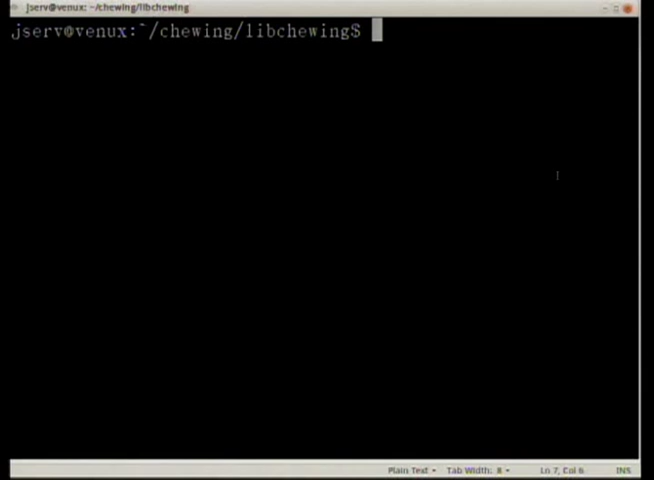 jserv@venux: ~/chewing/libchewing
jserv@venux:~/chewing/libchewing$
Plain Text Tab Width: 8 Ln 7, Col 6 INS